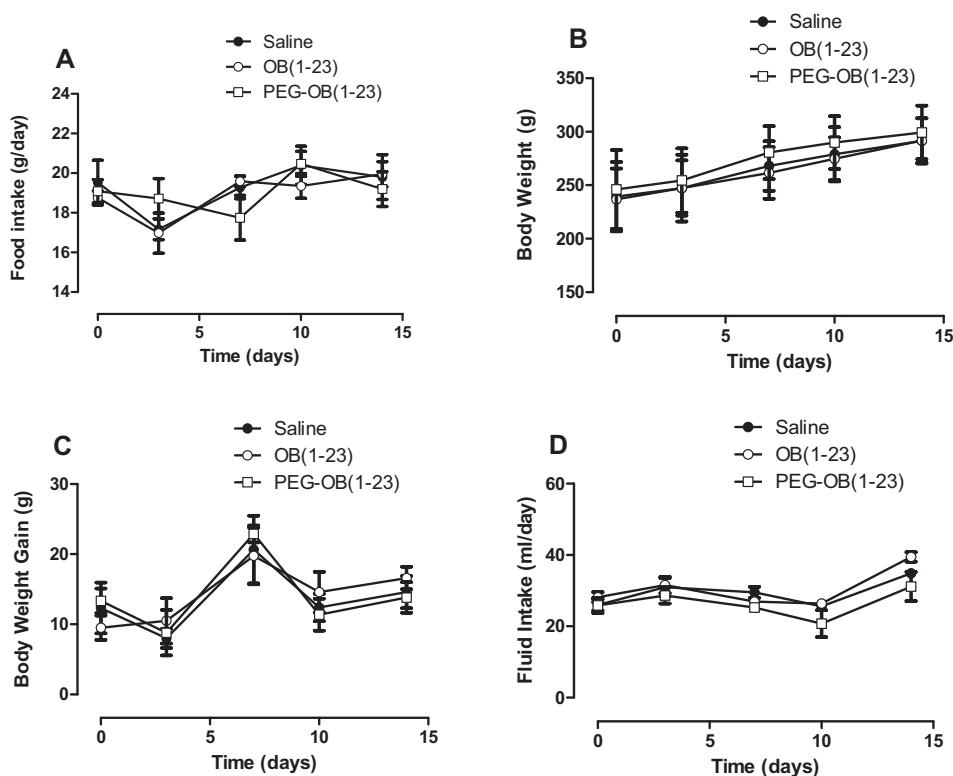 A
Saline
OB(1-23)
PEG-OB(1-23)
Food intake (g/day)
24
22
20
18
16
14
0
5
10
15
Time (days)
B
Saline
OB(1-23)
PEG-OB(1-23)
Body Weight (g)
350
300
250
200
150
0
5
10
15
Time (days)
C
Saline
OB(1-23)
PEG-OB(1-23)
Body Weight Gain (g)
30
20
10
0
0
5
10
15
Time (days)
D
Saline
OB(1-23)
PEG-OB(1-23)
Fluid Intake (ml/day)
60
40
20
0
0
5
10
15
Time (days)